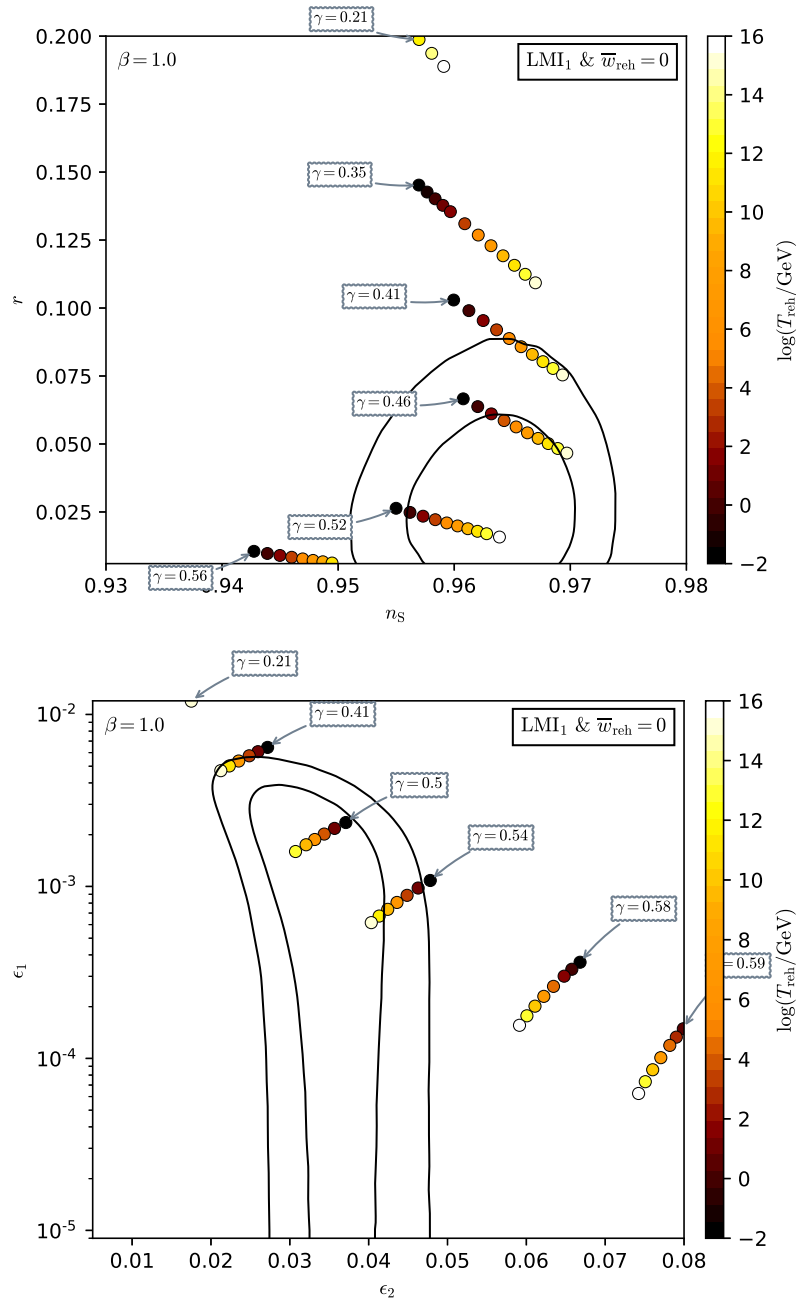 γ = 0.21
0.200
β = 1.0
LMI₁ & w̅_reh = 0
16
0.175
14
γ = 0.35
0.150
12
0.125
10
γ = 0.41
0.100
8
r
log(T_reh/GeV)
6
0.075
4
γ = 0.46
0.050
2
0.025
γ = 0.52
0
γ = 0.56
−2
0.93 0.94 0.95 0.96 0.97 0.98
n_S
γ = 0.21
10⁻²
β = 1.0
γ = 0.41
LMI₁ & w̅_reh = 0
16
14
γ = 0.5
12
γ = 0.54
10⁻³
10
γ = 0.58
8
= 0.59
ϵ₁
log(T_reh/GeV)
6
10⁻⁴
4
2
0
10⁻⁵
−2
0.01 0.02 0.03 0.04 0.05 0.06 0.07 0.08
ϵ₂